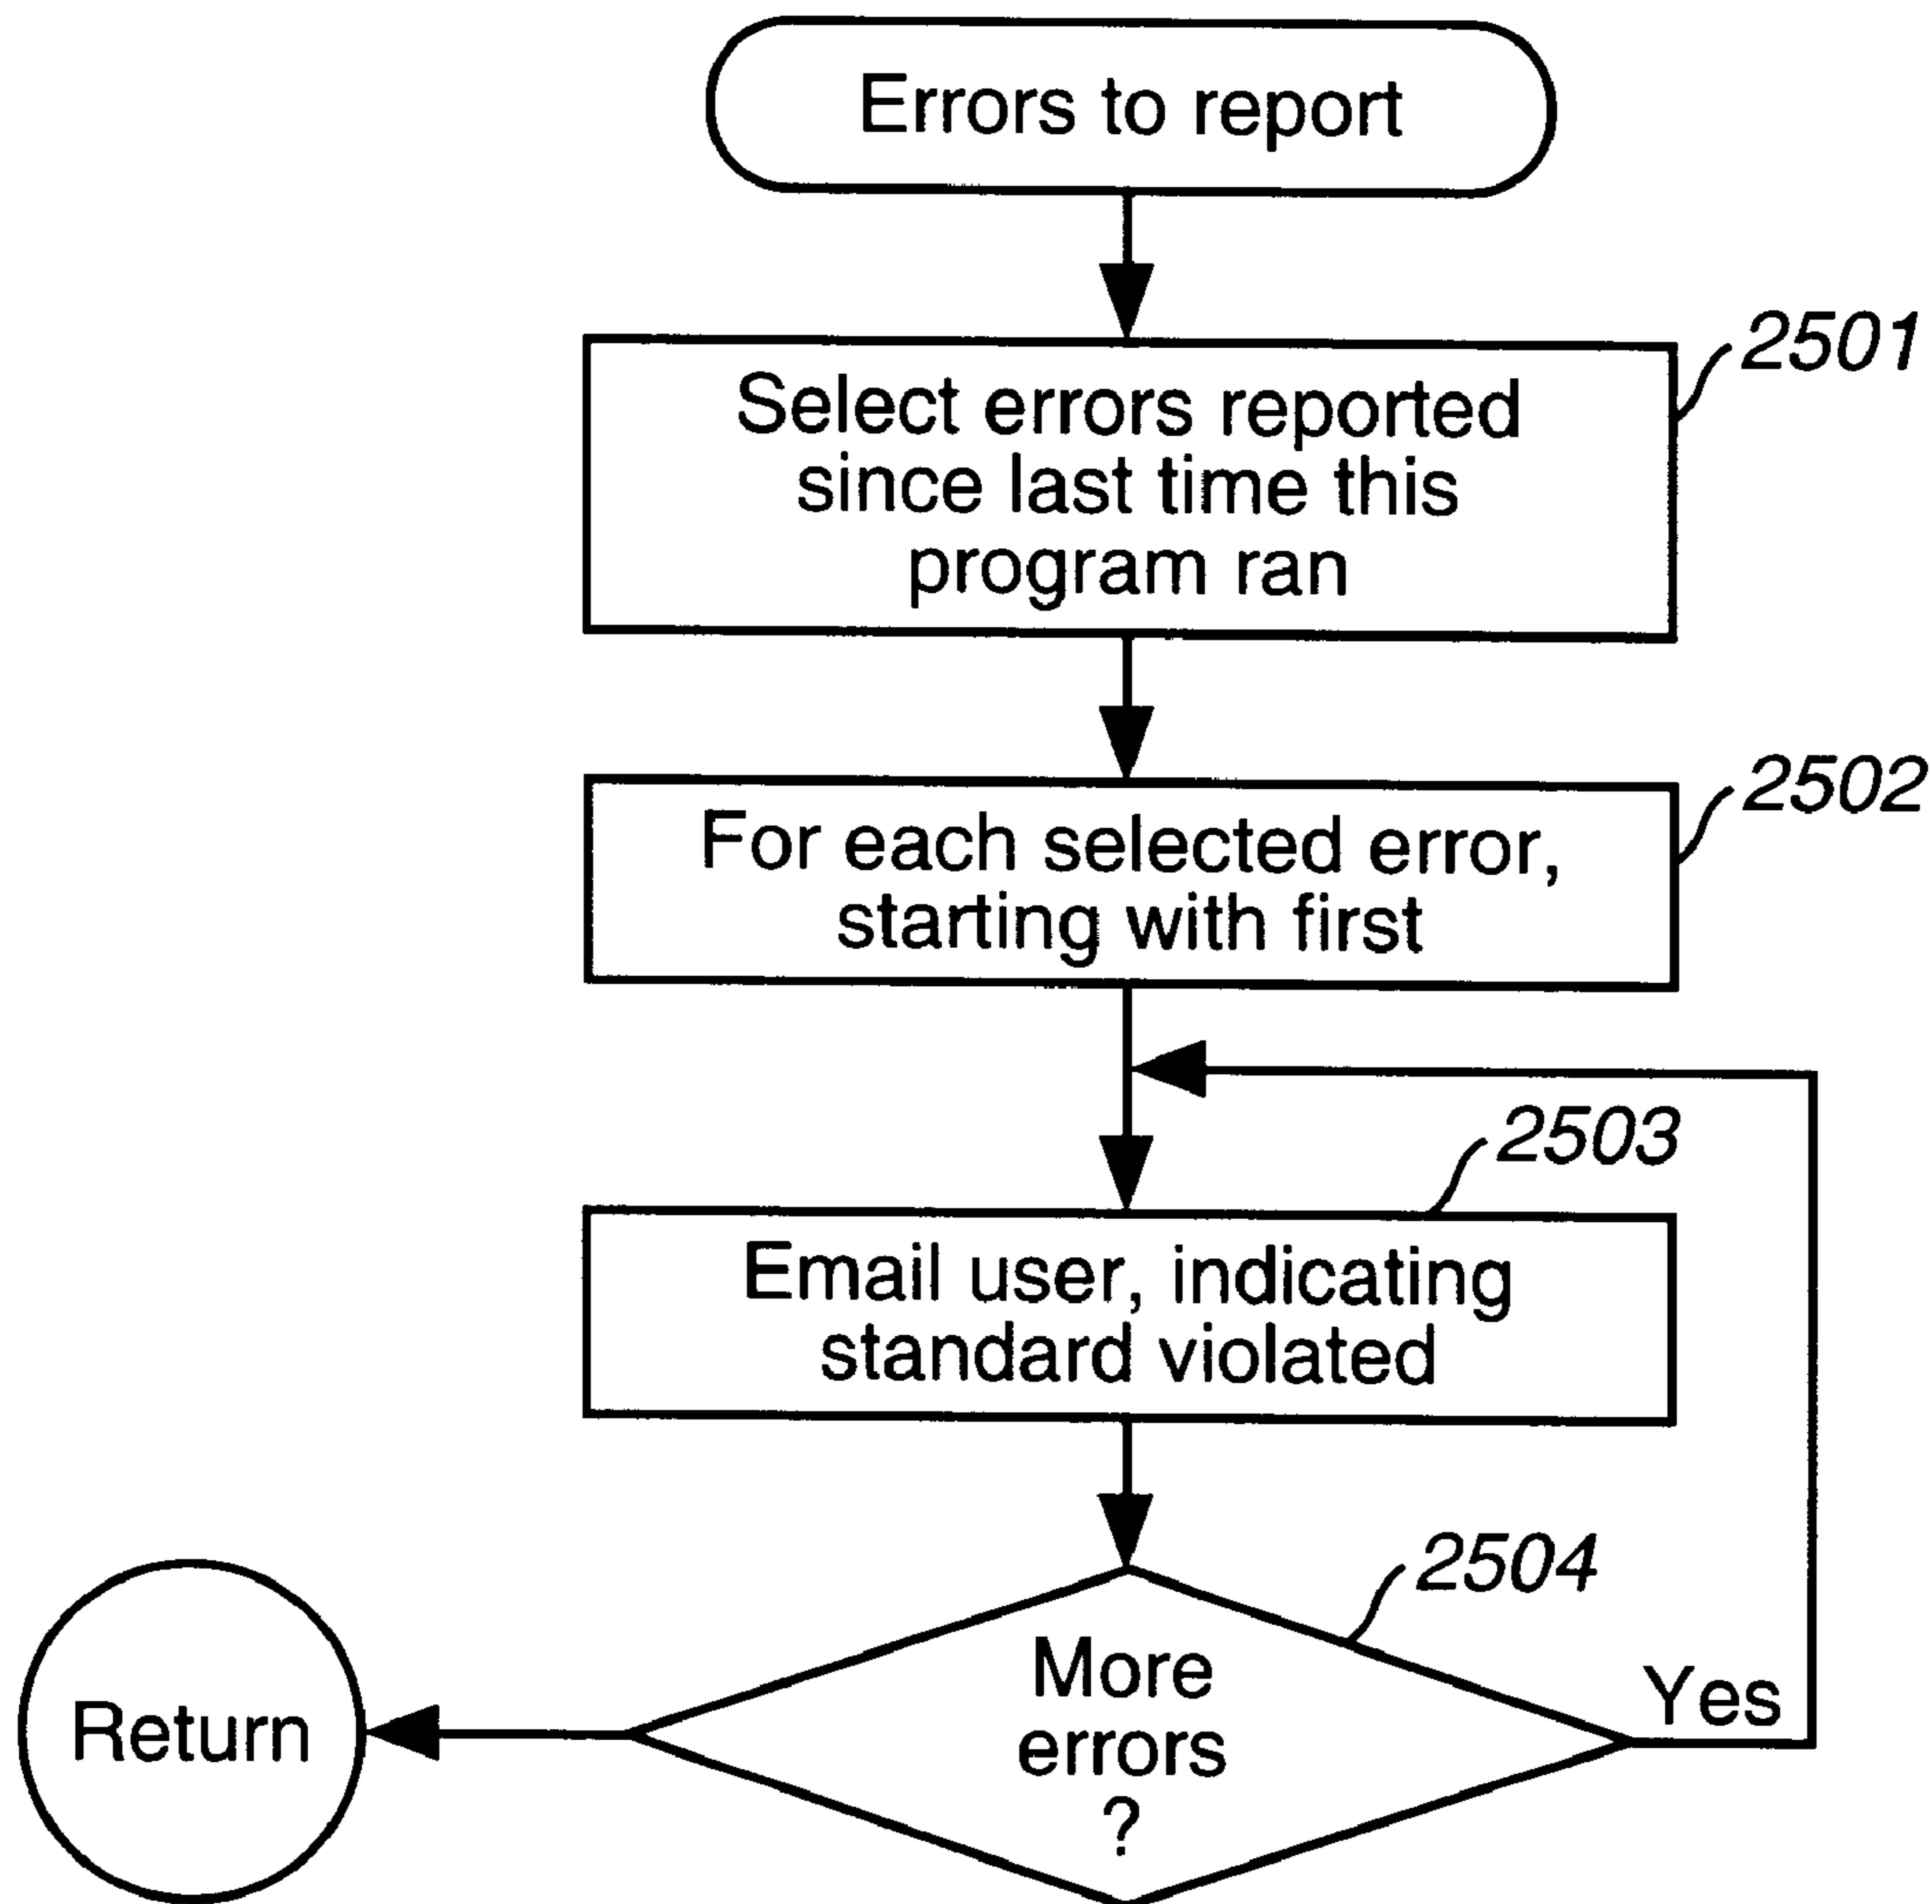 Errors to report
2501
Select errors reported
since last time this
program ran
2502
For each selected error,
starting with first
2503
Email user, indicating
standard violated
2504
More
errors
?
Yes
Return